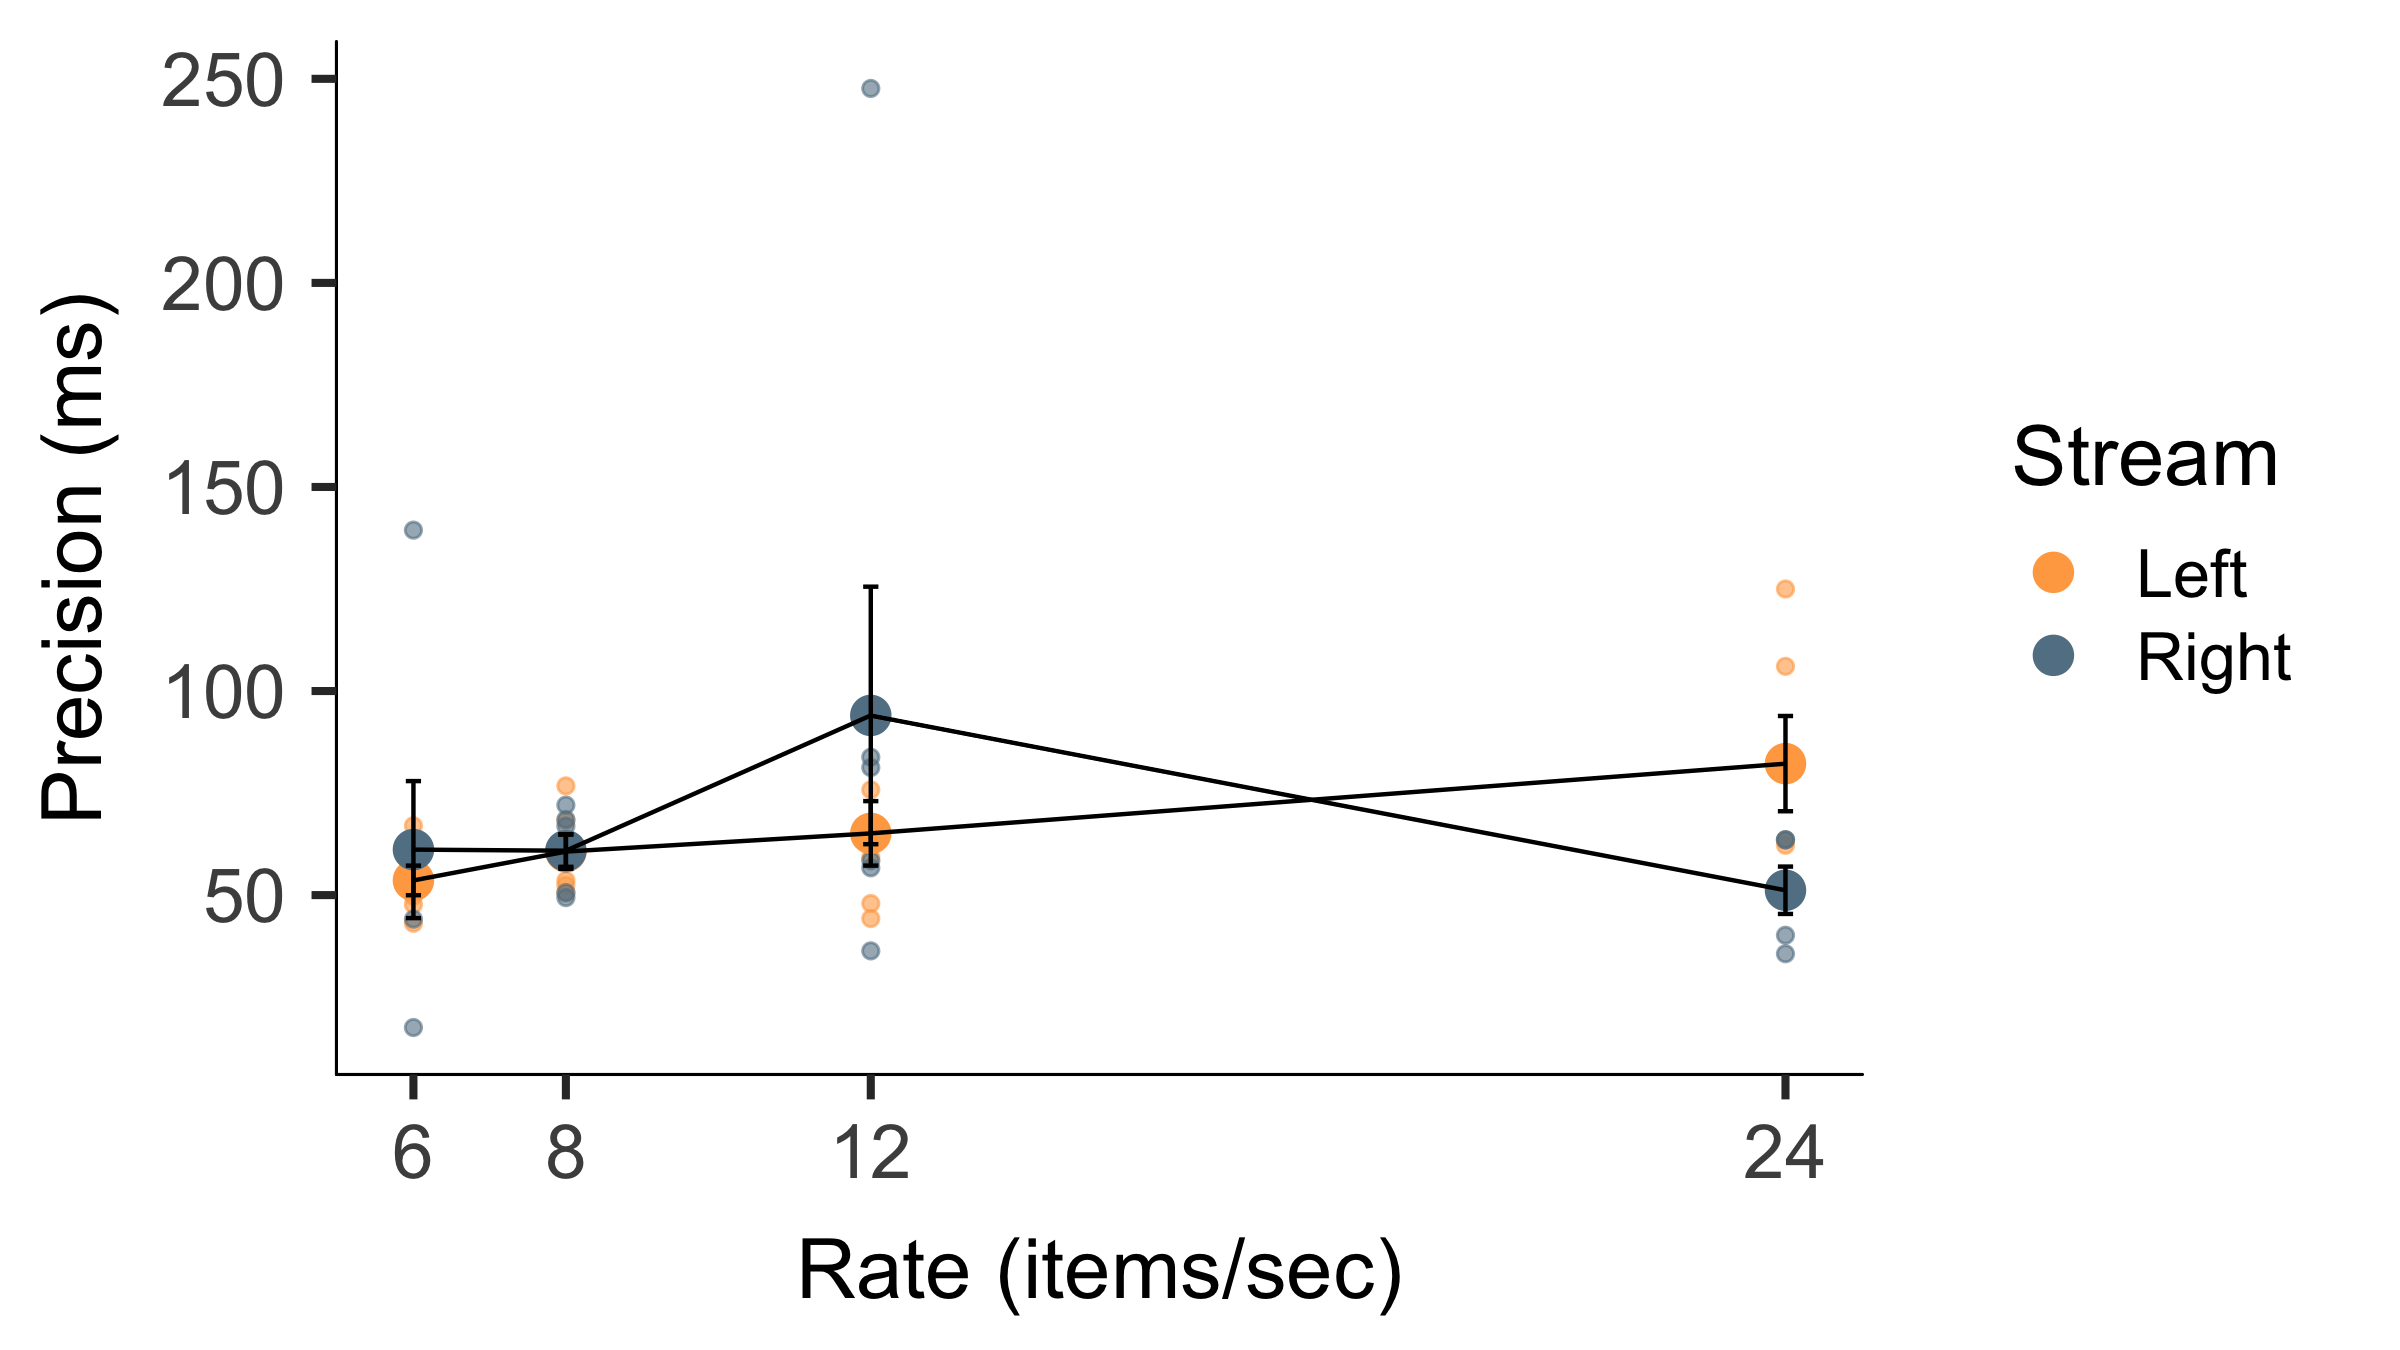 250
200
150
100
50
Precision (ms)
6 8 12 24
Rate (items/sec)
Stream
Left
Right